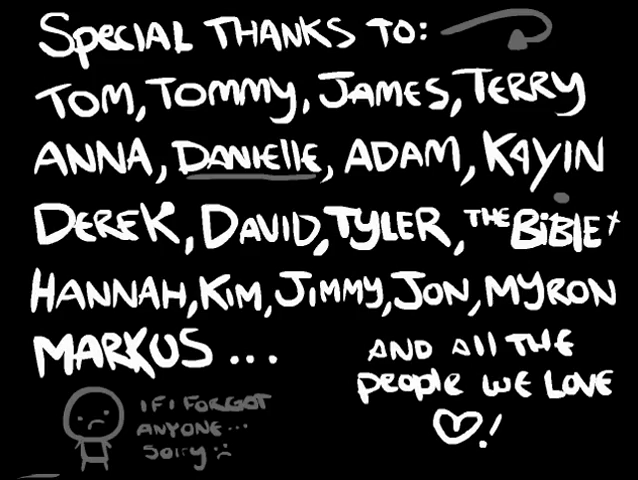 Special THANKS TO:
TOM, TOMMY, JAMES, TERRY
ANNA, DANiElle, ADAM, KAYIN
DEREK, DAVID, TYLER, THE BiBLE
HANNAH, KiM, JiMMY, JON, MYRON
MARKUS ...
AND All THE
people WE LOVE
♡!
IF I FORGOT
ANYONE...
Sorry :(